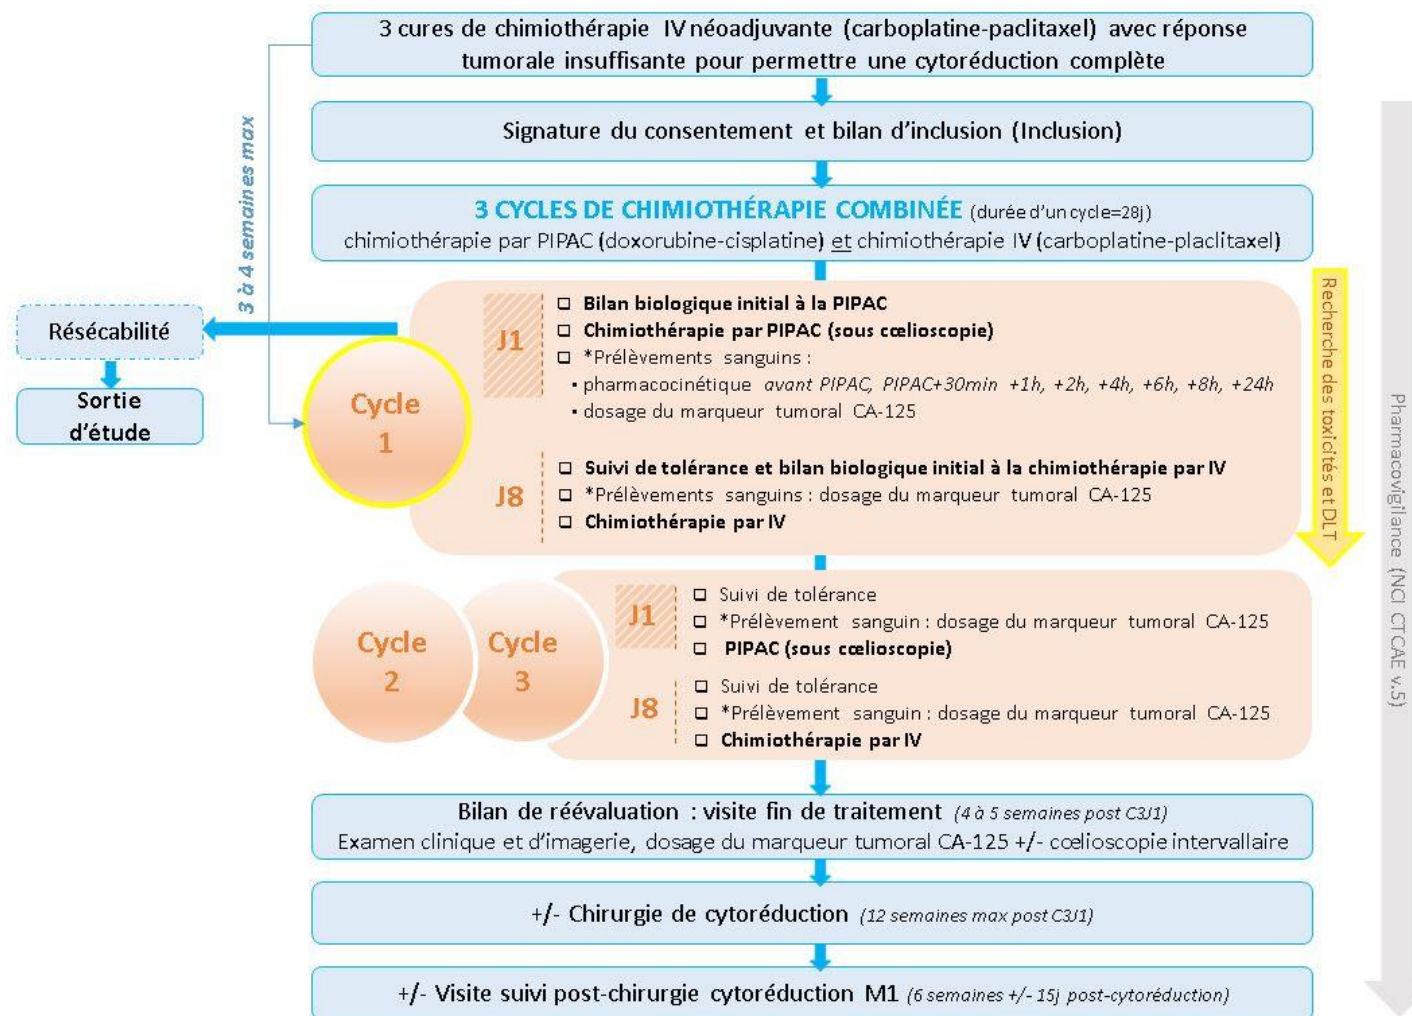 3 cures de chimiothérapie IV néoadjuvante (carboplatine-paclitaxel) avec réponse
tumorale insuffisante pour permettre une cytoréduction complète
3 à 4 semaines max
Signature du consentement et bilan d'inclusion (Inclusion)
3 CYCLES DE CHIMIOTHÉRAPIE COMBINÉE (durée d'un cycle=28j)
chimiothérapie par PIPAC (doxorubine-cisplatine) et chimiothérapie IV (carboplatine-placlitaxel)
Résécabilité
Sortie
d'étude
Cycle
1
J1
❑ Bilan biologique initial à la PIPAC
❑ Chimiothérapie par PIPAC (sous cœlioscopie)
❑ *Prélèvements sanguins :
▪ pharmacocinétique avant PIPAC, PIPAC+30min +1h, +2h, +4h, +6h, +8h, +24h
▪ dosage du marqueur tumoral CA-125
J8
❑ Suivi de tolérance et bilan biologique initial à la chimiothérapie par IV
❑ *Prélèvements sanguins : dosage du marqueur tumoral CA-125
❑ Chimiothérapie par IV
Recherche des toxicités et DLT
Pharmacovigilance (NCI CTCAE v.5)
Cycle
2
Cycle
3
J1
❑ Suivi de tolérance
❑ *Prélèvement sanguin : dosage du marqueur tumoral CA-125
❑ PIPAC (sous cœlioscopie)
J8
❑ Suivi de tolérance
❑ *Prélèvement sanguin : dosage du marqueur tumoral CA-125
❑ Chimiothérapie par IV
Bilan de réévaluation : visite fin de traitement (4 à 5 semaines post C3J1)
Examen clinique et d'imagerie, dosage du marqueur tumoral CA-125 +/- cœlioscopie intervallaire
+/- Chirurgie de cytoréduction (12 semaines max post C3J1)
+/- Visite suivi post-chirurgie cytoréduction M1 (6 semaines +/- 15j post-cytoréduction)